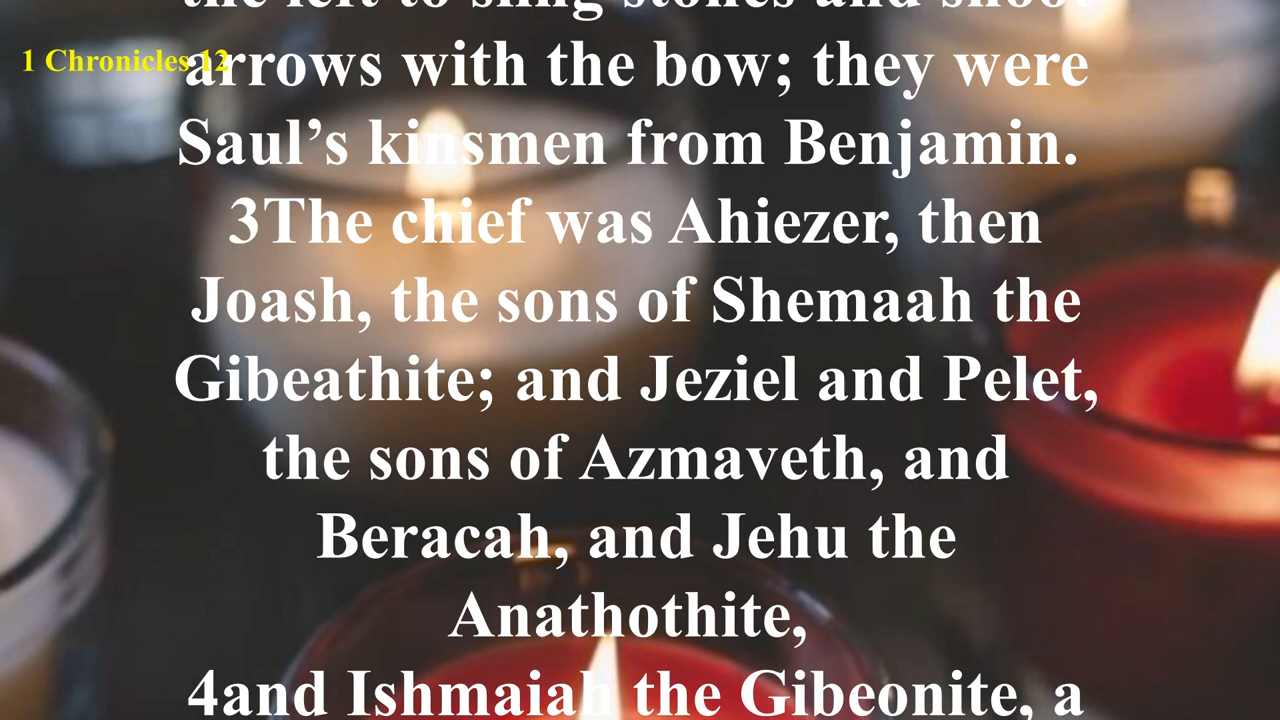 the left to sling stones and shoot
1 Chronicles 12
arrows with the bow; they were
Saul’s kinsmen from Benjamin.
3The chief was Ahiezer, then
Joash, the sons of Shemaah the
Gibeathite; and Jeziel and Pelet,
the sons of Azmaveth, and
Beracah, and Jehu the
Anathothite,
4and Ishmaiah the Gibeonite, a